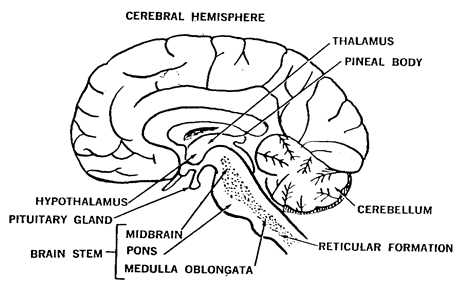 CEREBRAL HEMISPHERE
THALAMUS
PINEAL BODY
HYPOTHALAMUS
PITUITARY GLAND
CEREBELLUM
MIDBRAIN
BRAIN STEM
PONS
RETICULAR FORMATION
MEDULLA OBLONGATA